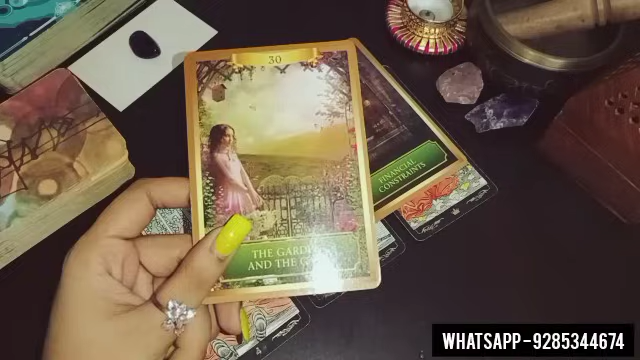 30
THE GARDEN
AND THE
FINANCIAL
CONSTRAINTS
WHATSAPP-9285344674